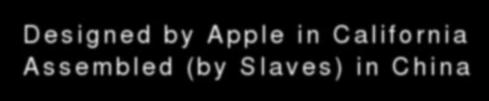 Designed by Apple in California
Assembled (by Slaves) in China